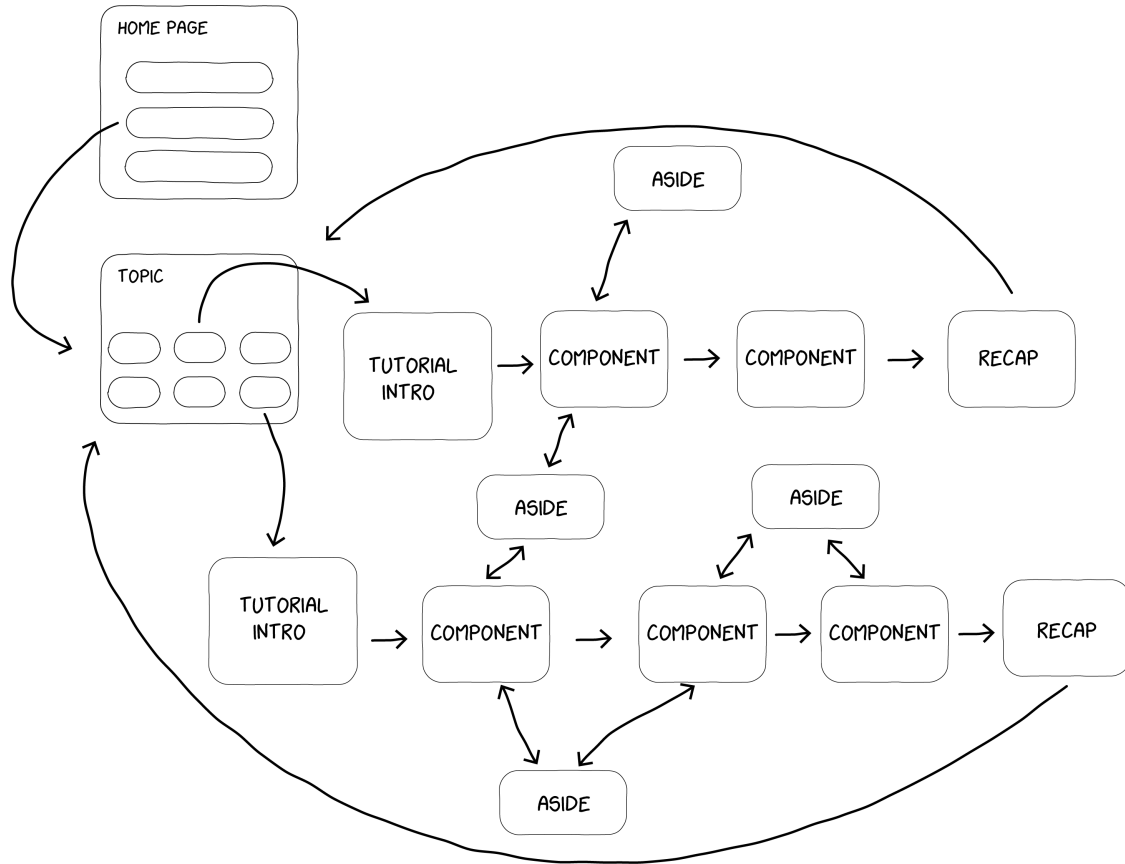 HOME PAGE
ASIDE
TOPIC
TUTORIAL
INTRO
COMPONENT
COMPONENT
RECAP
ASIDE
ASIDE
TUTORIAL
INTRO
COMPONENT
COMPONENT
COMPONENT
RECAP
ASIDE